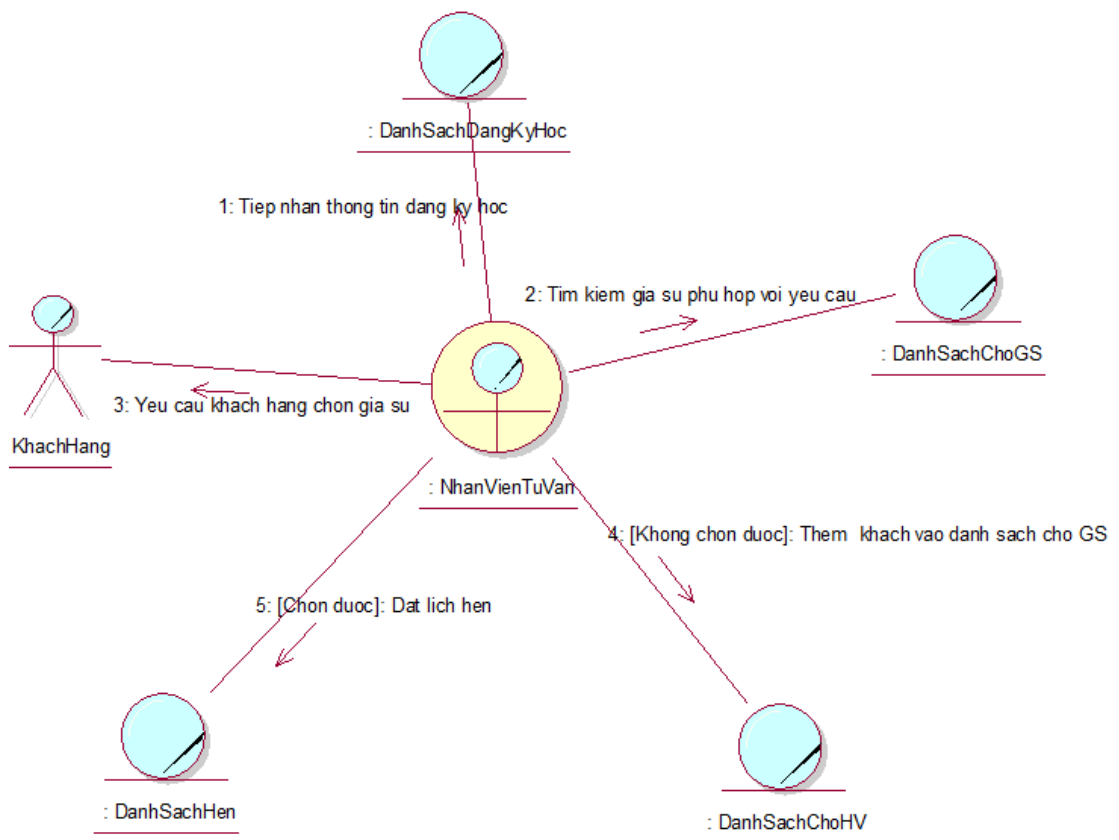 : DanhSachDangKyHoc
1: Tiep nhan thong tin dang ky hoc
2: Tim kiem gia su phu hop voi yeu cau
: DanhSachChoGS
3: Yeu cau khach hang chon gia su
KhachHang
: NhanVienTuVan
4: [Khong chon duoc]: Them khach vao danh sach cho GS
5: [Chon duoc]: Dat lich hen
: DanhSachHen
: DanhSachChoHV